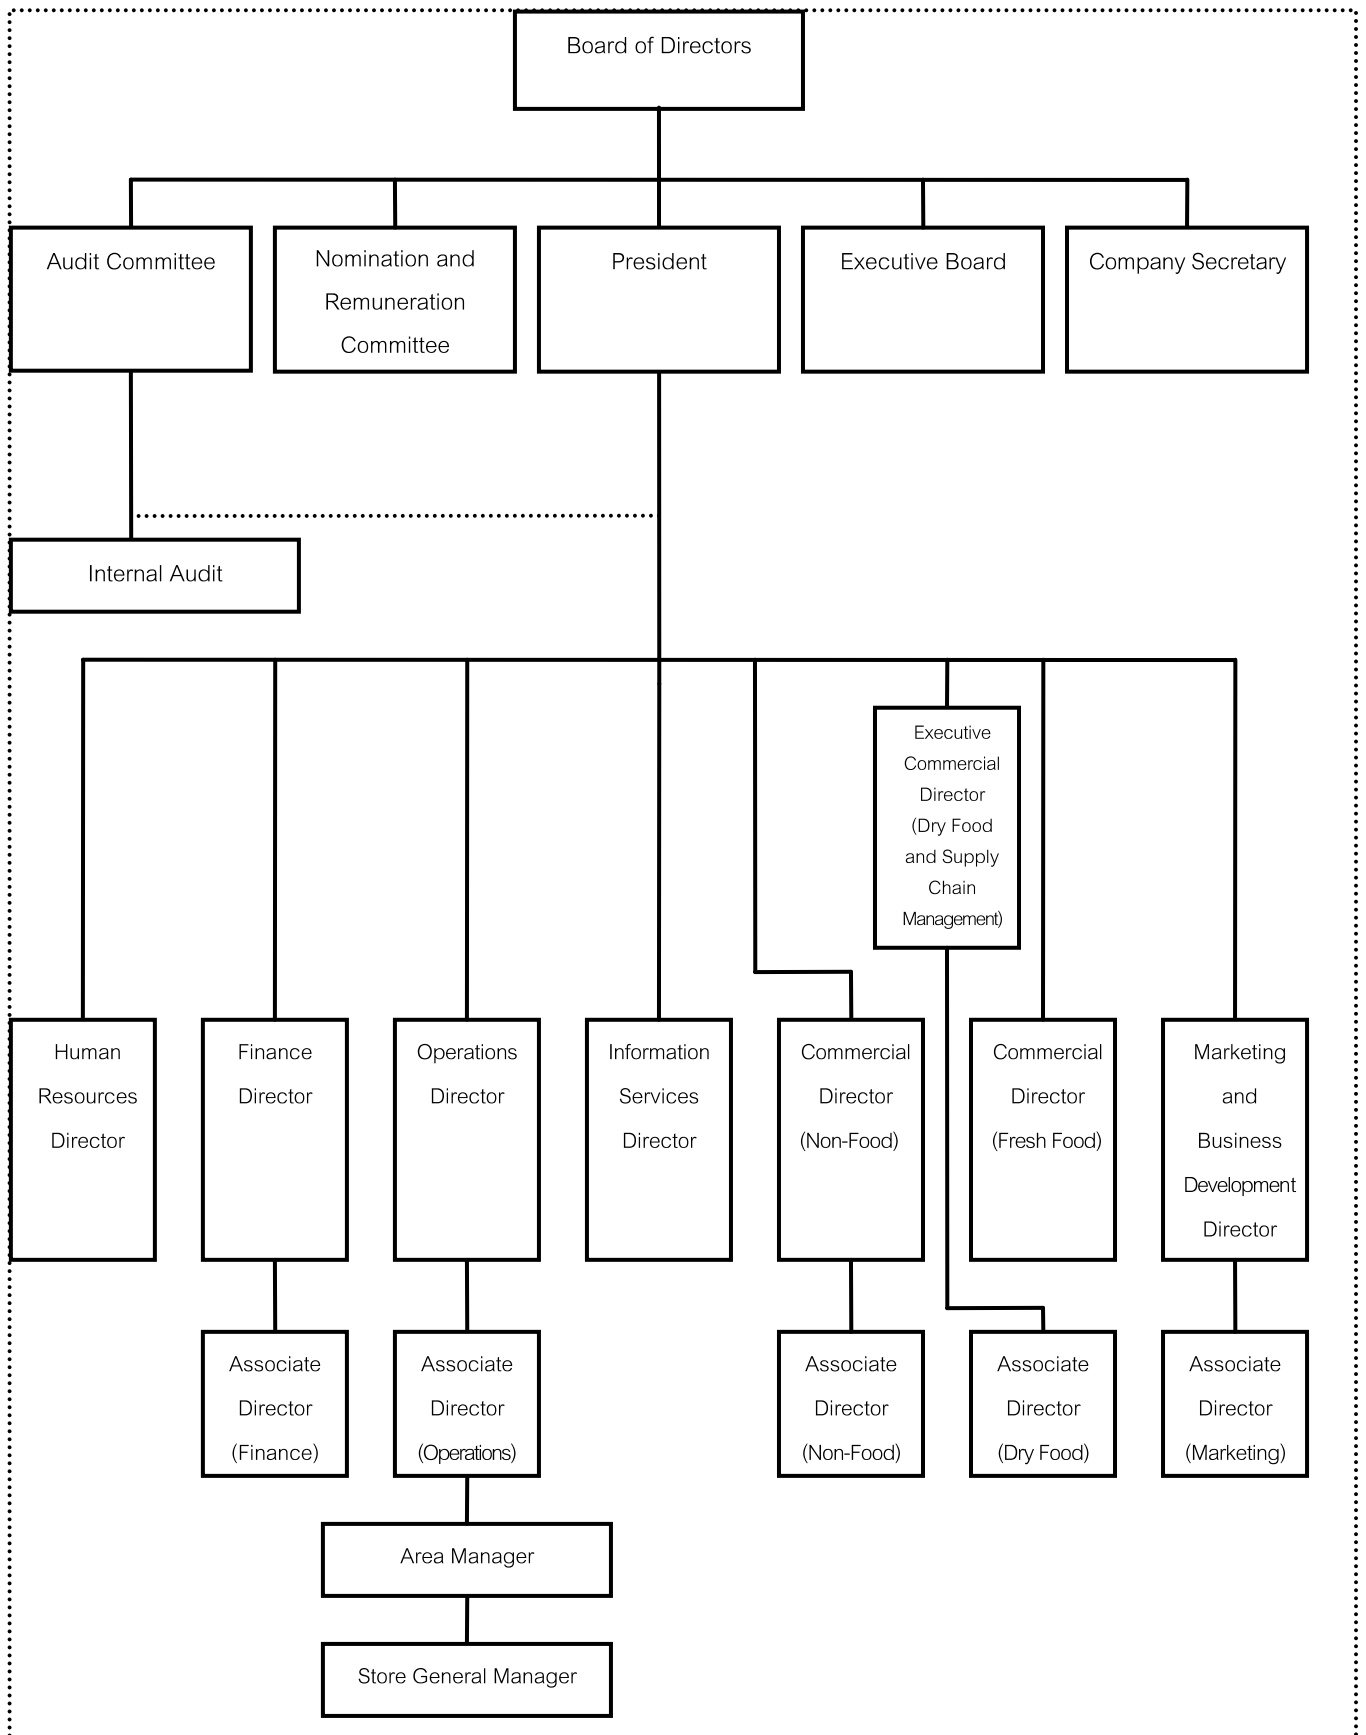 Board of Directors
Audit Committee
Nomination and
Remuneration
Committee
President
Executive Board
Company Secretary
Internal Audit
Executive
Commercial
Director
(Dry Food
and Supply
Chain
Management)
Human
Resources
Director
Finance
Director
Operations
Director
Information
Services
Director
Commercial
Director
(Non-Food)
Commercial
Director
(Fresh Food)
Marketing
and
Business
Development
Director
Associate
Director
(Finance)
Associate
Director
(Operations)
Associate
Director
(Non-Food)
Associate
Director
(Dry Food)
Associate
Director
(Marketing)
Area Manager
Store General Manager